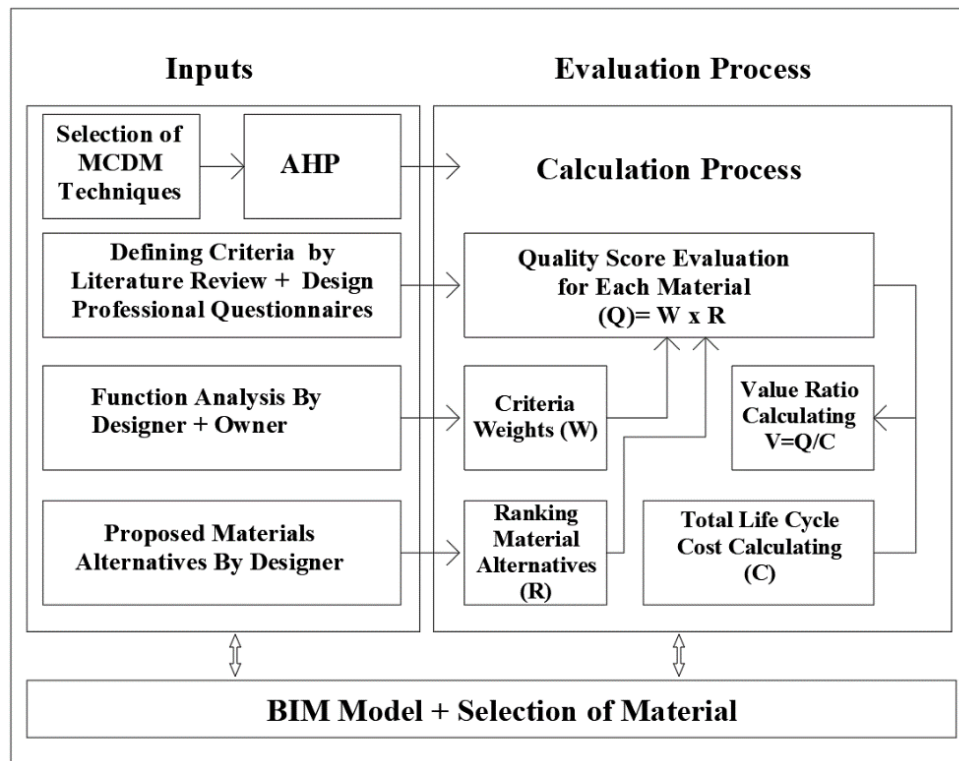 Inputs
Evaluation Process
Selection of
MCDM
Techniques
AHP
Calculation Process
Defining Criteria by
Literature Review + Design
Professional Questionnaires
Quality Score Evaluation
for Each Material
(Q)= W x R
Function Analysis By
Designer + Owner
Criteria
Weights (W)
Value Ratio
Calculating
V=Q/C
Proposed Materials
Alternatives By Designer
Ranking
Material
Alternatives
(R)
Total Life Cycle
Cost Calculating
(C)
BIM Model + Selection of Material